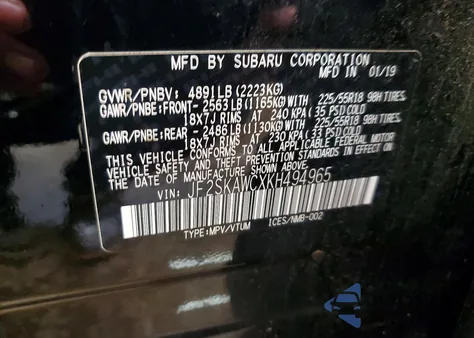 MFD BY SUBARU CORPORATION
MFD IN 01/19
GVWR/PNBV: 4891LB(2223KG)
GAWR/PNBE:FRONT- 2563LB(1165KG)WITH 225/55R18 98H TIRES,
18X7J RIMS AT 240 KPA(35 PSI)COLD
GAWR/PNBE:REAR - 2486LB(1130KG)WITH 225/55R18 98H TIRES,
18X7J RIMS AT 230 KPA(33 PSI)COLD
THIS VEHICLE CONFORMS TO ALL APPLICABLE FEDERAL MOTOR
VEHICLE SAFETY AND THEFT PREVENTION STANDARDS IN EFFECT ON
THE DATE OF MANUFACTURE SHOWN ABOVE.
VIN: JF2SKAWCXKH494965
TYPE:MPV/VTUM ICES/NMB-002